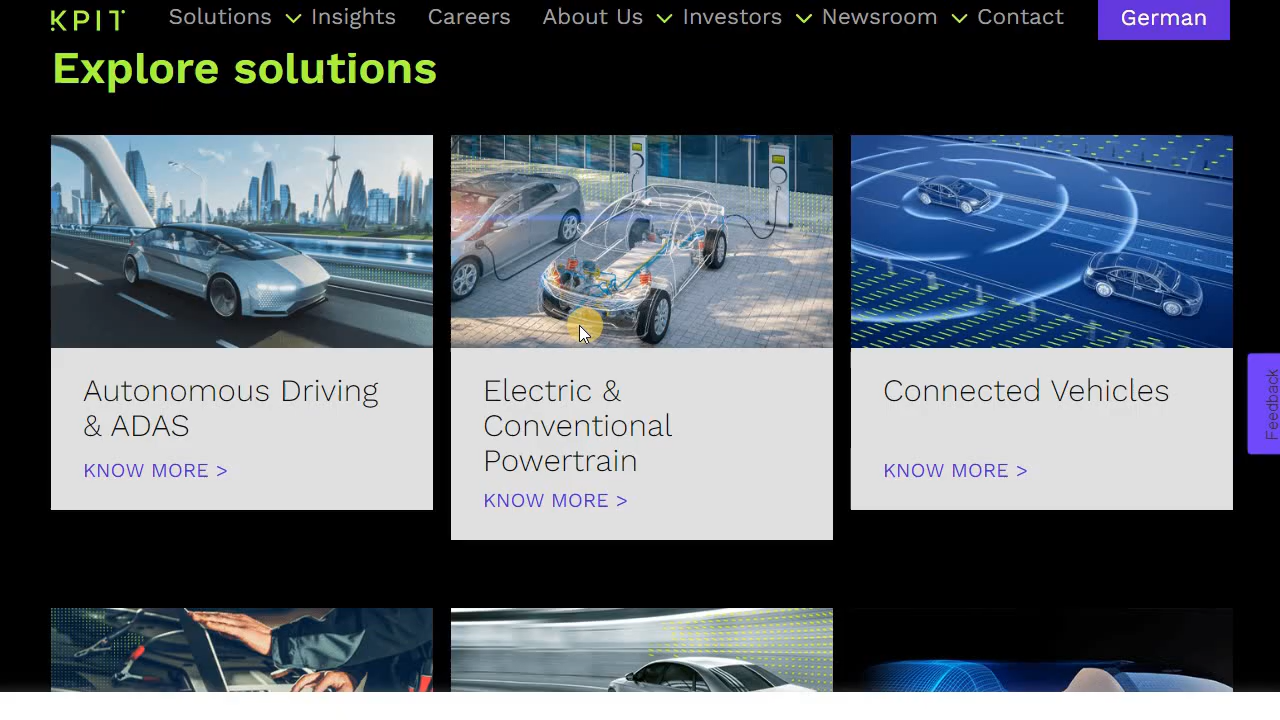 KPIT
Solutions
Insights
Careers
About Us
Investors
Newsroom
Contact
German
Explore solutions
Autonomous Driving
& ADAS
KNOW MORE >
Electric &
Conventional
Powertrain
KNOW MORE >
Connected Vehicles
KNOW MORE >
Feedback